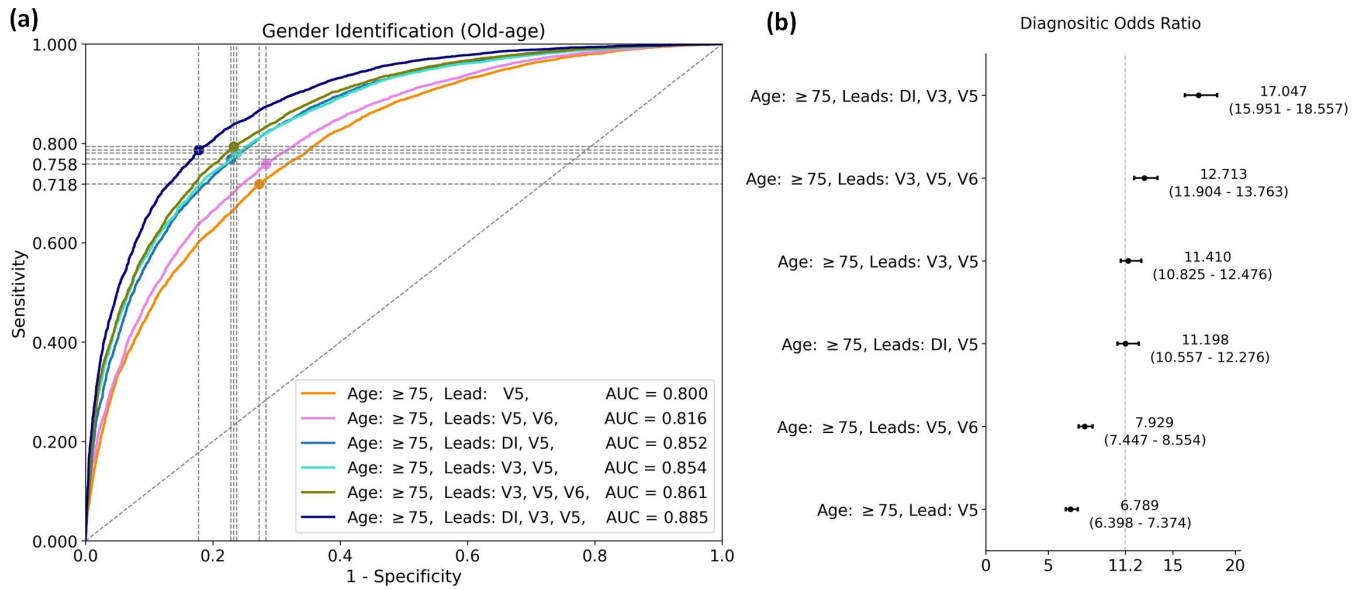 (a)
Gender Identification (Old-age)
1.000
0.800
0.758
0.718
0.600
0.400
0.200
0.000
Sensitivity
Age: ≥75, Lead: V5, AUC = 0.800
Age: ≥75, Leads: V5, V6, AUC = 0.816
Age: ≥75, Leads: DI, V5, AUC = 0.852
Age: ≥75, Leads: V3, V5, AUC = 0.854
Age: ≥75, Leads: V3, V5, V6, AUC = 0.861
Age: ≥75, Leads: DI, V3, V5, AUC = 0.885
0.0 0.2 0.4 0.6 0.8 1.0
1 - Specificity
(b)
Diagnositic Odds Ratio
Age: ≥75, Leads: DI, V3, V5
17.047
(15.951 - 18.557)
Age: ≥75, Leads: V3, V5, V6
12.713
(11.904 - 13.763)
Age: ≥75, Leads: V3, V5
11.410
(10.825 - 12.476)
Age: ≥75, Leads: DI, V5
11.198
(10.557 - 12.276)
Age: ≥75, Leads: V5, V6
7.929
(7.447 - 8.554)
Age: ≥75, Lead: V5
6.789
(6.398 - 7.374)
0 5 11.2 15 20